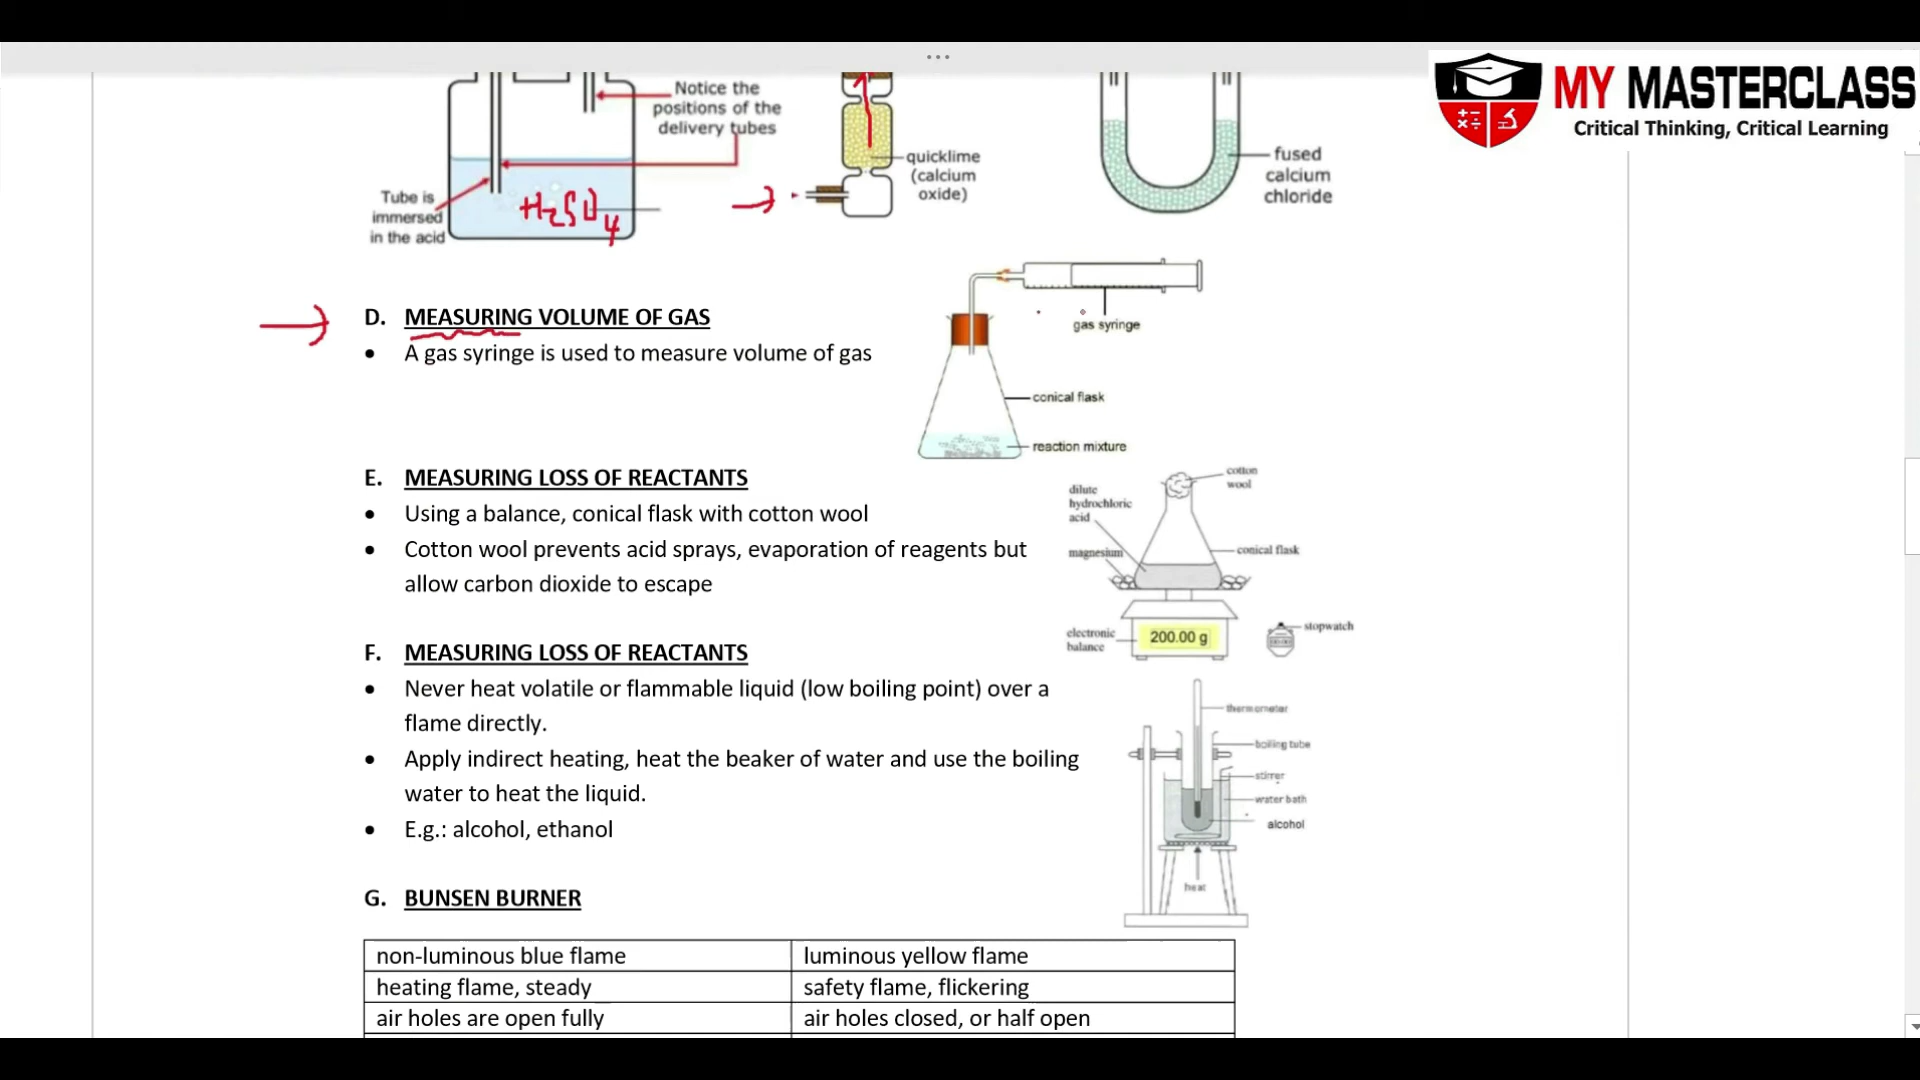 MY MASTERCLASS
Critical Thinking, Critical Learning
Notice the
positions of the
delivery tubes
Tube is
immersed
in the acid
H2SO4
quicklime
(calcium
oxide)
fused
calcium
chloride
D. MEASURING VOLUME OF GAS
• A gas syringe is used to measure volume of gas
gas syringe
conical flask
reaction mixture
E. MEASURING LOSS OF REACTANTS
• Using a balance, conical flask with cotton wool
• Cotton wool prevents acid sprays, evaporation of reagents but
allow carbon dioxide to escape
cotton
wool
dilute
hydrochloric
acid
magnesium
conical flask
electronic
balance
200.00 g
stopwatch
F. MEASURING LOSS OF REACTANTS
• Never heat volatile or flammable liquid (low boiling point) over a
flame directly.
• Apply indirect heating, heat the beaker of water and use the boiling
water to heat the liquid.
• E.g.: alcohol, ethanol
thermometer
boiling tube
stirrer
water bath
alcohol
heat
G. BUNSEN BURNER
non-luminous blue flame luminous yellow flame
heating flame, steady safety flame, flickering
air holes are open fully air holes closed, or half open